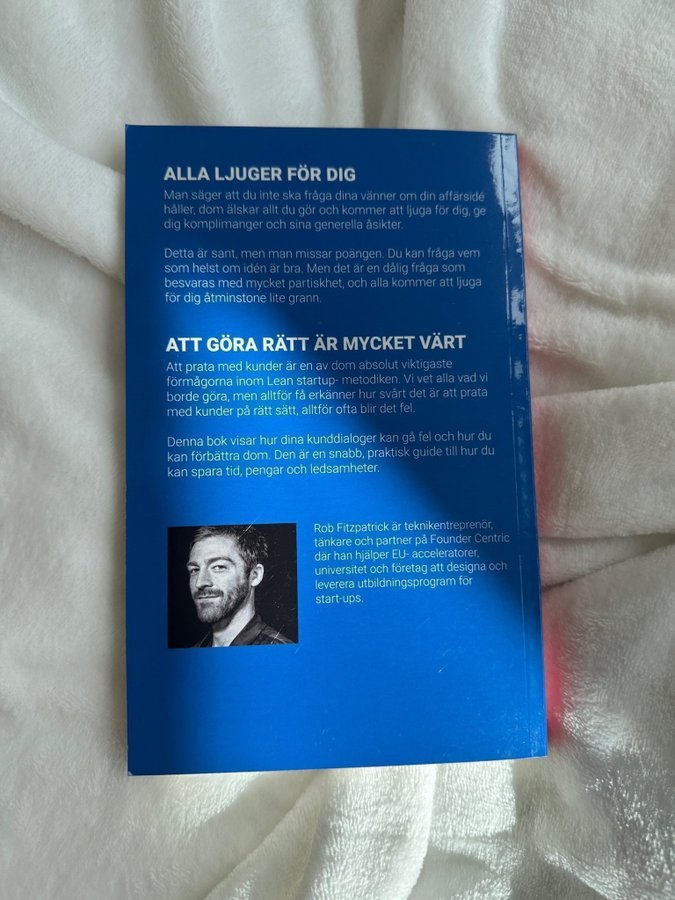 ALLA LJUGER FÖR DIG
Man säger att du inte ska fråga dina vänner om din affärsidé
håller, dom älskar allt du gör och kommer att ljuga för dig, ge
dig komplimanger och sina generella åsikter.
Detta är sant, men man missar poängen. Du kan fråga vem
som helst om idén är bra. Men det är en dålig fråga som
besvaras med mycket partiskhet, och alla kommer att ljuga
för dig åtminstone lite grann.
ATT GÖRA RÄTT ÄR MYCKET VÄRT
Att prata med kunder är en av dom absolut viktigaste
förmågorna inom Lean startup- metodiken. Vi vet alla vad vi
borde göra, men alltför få erkänner hur svårt det är att prata
med kunder på rätt sätt, alltför ofta blir det fel.
Denna bok visar hur dina kunddialoger kan gå fel och hur du
kan förbättra dom. Den är en snabb, praktisk guide till hur du
kan spara tid, pengar och ledsamheter.
Rob Fitzpatrick är teknikentreprenör,
tänkare och partner på Founder Centric
där han hjälper EU- acceleratorer,
universitet och företag att designa och
leverera utbildningsprogram för
start-ups.